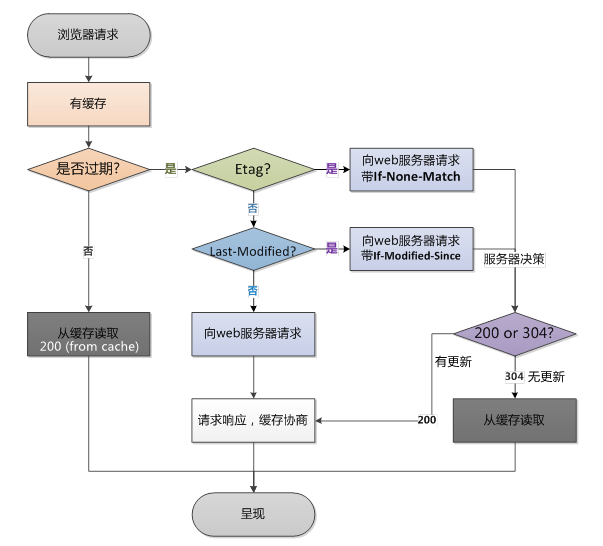 浏览器请求
有缓存
是否过期?
是
Etag?
是
向web服务器请求
带If-None-Match
否
否
Last-Modified?
是
向web服务器请求
带If-Modified-Since
服务器决策
否
从缓存读取
200 (from cache)
向web服务器请求
200 or 304?
有更新
304 无更新
请求响应，缓存协商
200
从缓存读取
呈现